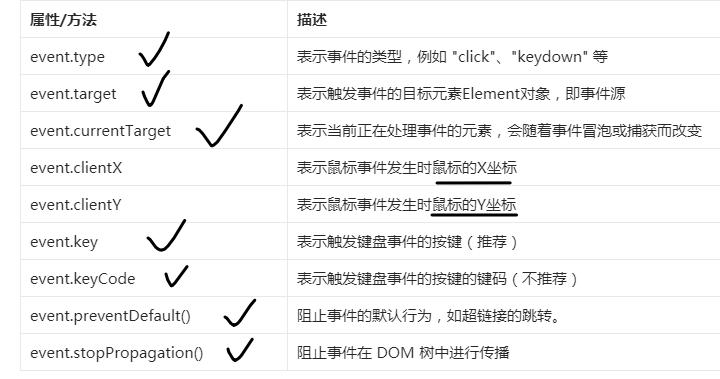 属性/方法 描述
event.type 表示事件的类型，例如 "click"、"keydown" 等
event.target 表示触发事件的目标元素Element对象，即事件源
event.currentTarget 表示当前正在处理事件的元素，会随着事件冒泡或捕获而改变
event.clientX 表示鼠标事件发生时鼠标的X坐标
event.clientY 表示鼠标事件发生时鼠标的Y坐标
event.key 表示触发键盘事件的按键（推荐）
event.keyCode 表示触发键盘事件的按键的键码（不推荐）
event.preventDefault() 阻止事件的默认行为，如超链接的跳转。
event.stopPropagation() 阻止事件在 DOM 树中进行传播